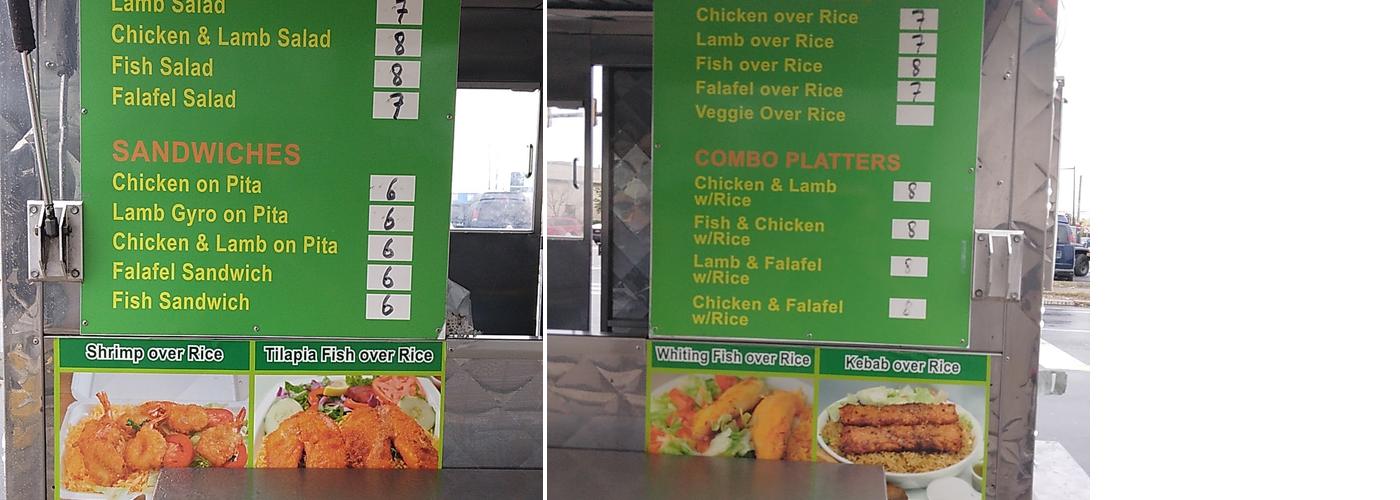 Lamb Salad 7
Chicken & Lamb Salad 8
Fish Salad 8
Falafel Salad 7
SANDWICHES
Chicken on Pita 6
Lamb Gyro on Pita 6
Chicken & Lamb on Pita 6
Falafel Sandwich 6
Fish Sandwich 6
Shrimp over Rice
Tilapia Fish over Rice
Chicken over Rice 7
Lamb over Rice 7
Fish over Rice 8
Falafel over Rice 7
Veggie Over Rice
COMBO PLATTERS
Chicken & Lamb 8
w/Rice
Fish & Chicken 8
w/Rice
Lamb & Falafel 8
w/Rice
Chicken & Falafel
w/Rice
Whiting Fish over Rice
Kebab over Rice